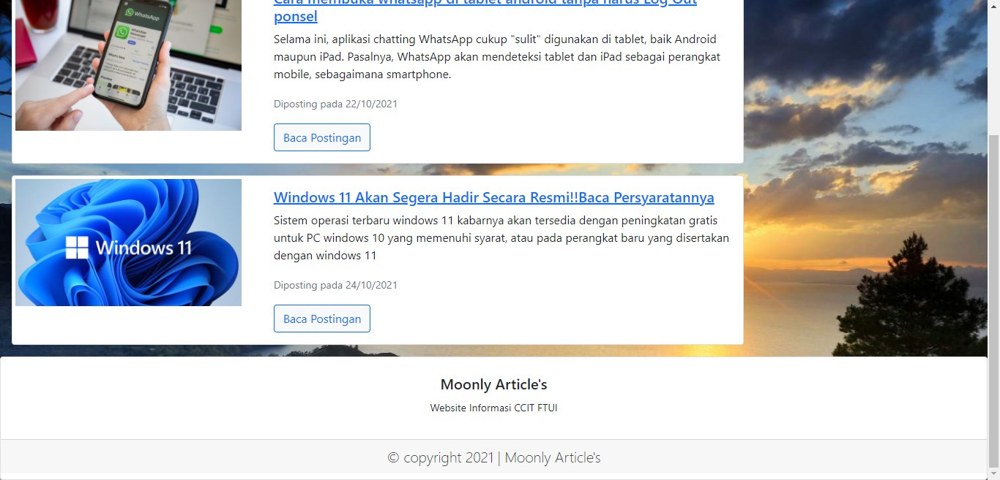 Cara membuka whatsapp di tablet android tanpa harus Log Out
ponsel
WhatsApp
Selama ini, aplikasi chatting WhatsApp cukup "sulit" digunakan di tablet, baik Android
maupun iPad. Pasalnya, WhatsApp akan mendeteksi tablet dan iPad sebagai perangkat
mobile, sebagaimana smartphone.
Diposting pada 22/10/2021
Baca Postingan
Windows 11 Akan Segera Hadir Secara Resmi!!Baca Persyaratannya
Sistem operasi terbaru windows 11 kabarnya akan tersedia dengan peningkatan gratis
untuk PC windows 10 yang memenuhi syarat, atau pada perangkat baru yang disertakan
dengan windows 11
Windows 11
Diposting pada 24/10/2021
Baca Postingan
Moonly Article's
Website Informasi CCIT FTUI
© copyright 2021 | Moonly Article's